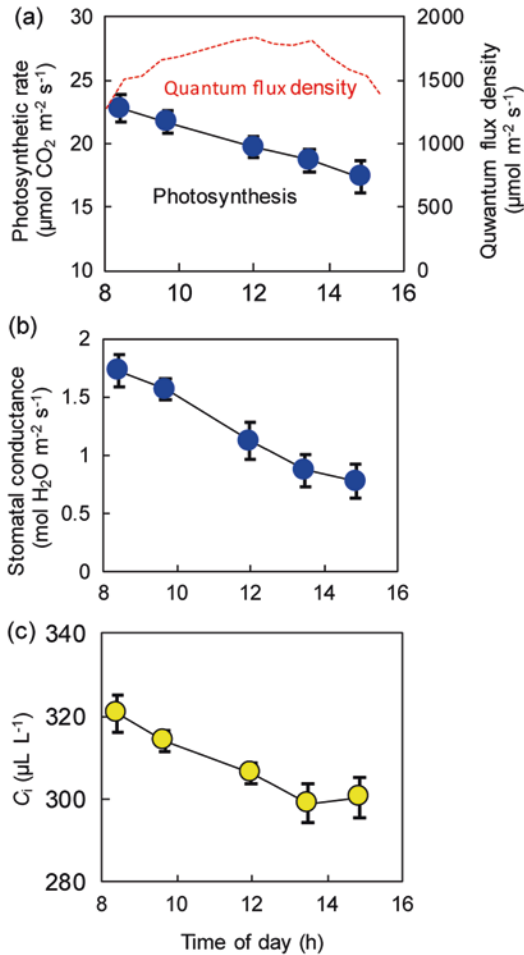 (a)
30
25
20
15
10
Photosynthetic rate
(µmol CO₂ m⁻² s⁻¹)
Quantum flux density
Photosynthesis
2000
1500
1000
500
0
Quwantum flux density
(µmol m⁻² s⁻¹)
8 10 12 14 16
(b)
2
1.5
1
0.5
0
Stomatal conductance
(mol H₂O m⁻² s⁻¹)
8 10 12 14 16
(c)
340
320
300
280
Cᵢ (µL L⁻¹)
6 8 10 12 14 16
Time of day (h)